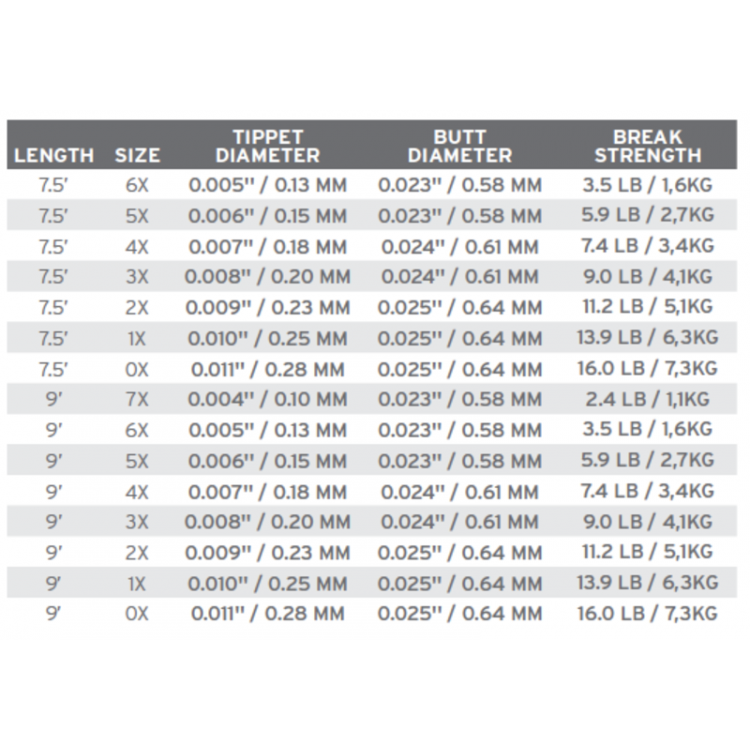 LENGTH SIZE TIPPET DIAMETER BUTT DIAMETER BREAK STRENGTH
7.5' 6X 0.005" / 0.13 MM 0.023" / 0.58 MM 3.5 LB / 1,6KG
7.5' 5X 0.006" / 0.15 MM 0.023" / 0.58 MM 5.9 LB / 2,7KG
7.5' 4X 0.007" / 0.18 MM 0.024" / 0.61 MM 7.4 LB / 3,4KG
7.5' 3X 0.008" / 0.20 MM 0.024" / 0.61 MM 9.0 LB / 4,1KG
7.5' 2X 0.009" / 0.23 MM 0.025" / 0.64 MM 11.2 LB / 5,1KG
7.5' 1X 0.010" / 0.25 MM 0.025" / 0.64 MM 13.9 LB / 6,3KG
7.5' 0X 0.011" / 0.28 MM 0.025" / 0.64 MM 16.0 LB / 7,3KG
9' 7X 0.004" / 0.10 MM 0.023" / 0.58 MM 2.4 LB / 1,1KG
9' 6X 0.005" / 0.13 MM 0.023" / 0.58 MM 3.5 LB / 1,6KG
9' 5X 0.006" / 0.15 MM 0.023" / 0.58 MM 5.9 LB / 2,7KG
9' 4X 0.007" / 0.18 MM 0.024" / 0.61 MM 7.4 LB / 3,4KG
9' 3X 0.008" / 0.20 MM 0.024" / 0.61 MM 9.0 LB / 4,1KG
9' 2X 0.009" / 0.23 MM 0.025" / 0.64 MM 11.2 LB / 5,1KG
9' 1X 0.010" / 0.25 MM 0.025" / 0.64 MM 13.9 LB / 6,3KG
9' 0X 0.011" / 0.28 MM 0.025" / 0.64 MM 16.0 LB / 7,3KG